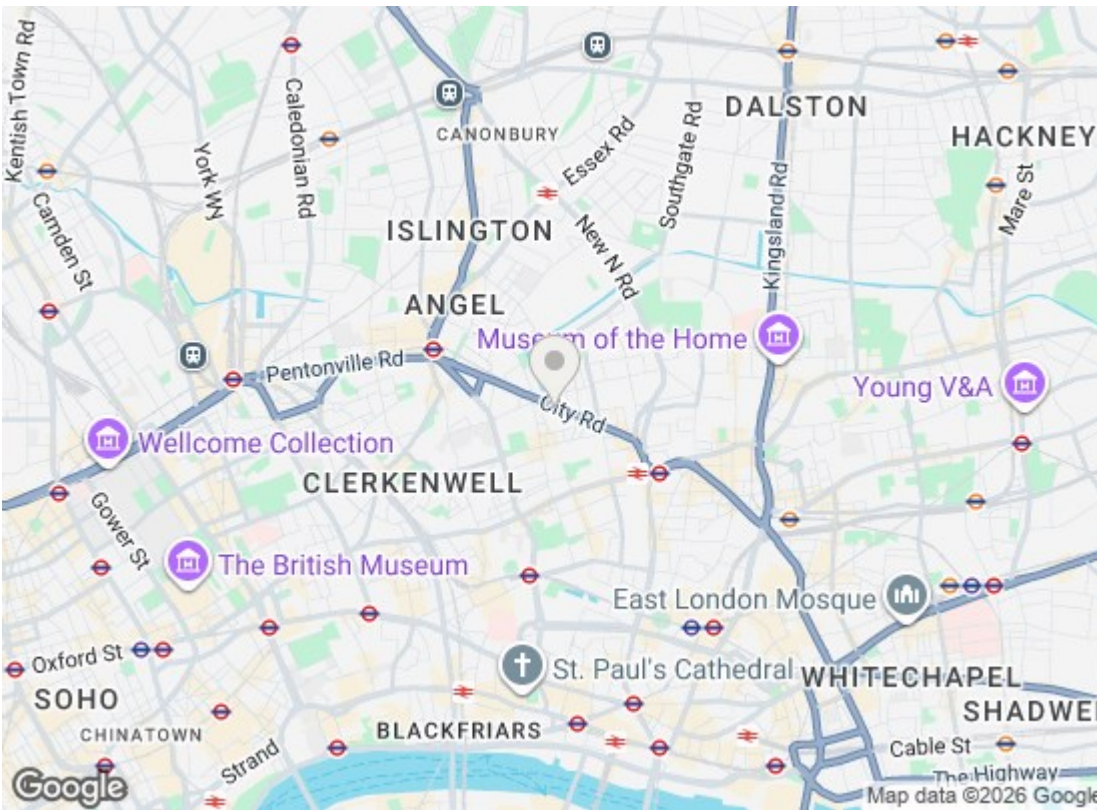 Kentish Town Rd
Caledonian Rd
York Wy
CANONBURY
Essex Rd
Southgate Rd
DALSTON
HACKNEY
Mare St
Camden St
ISLINGTON
New N Rd
Kingsland Rd
ANGEL
Museum of the Home
Pentonville Rd
Young V&A
City Rd
Wellcome Collection
CLERKENWELL
Gower St
The British Museum
East London Mosque
Oxford St
St. Paul's Cathedral
WHITECHAPEL
SOHO
SHADWE
CHINATOWN
BLACKFRIARS
Strand
Cable St
The Highway
Google
Map data ©2026 Google